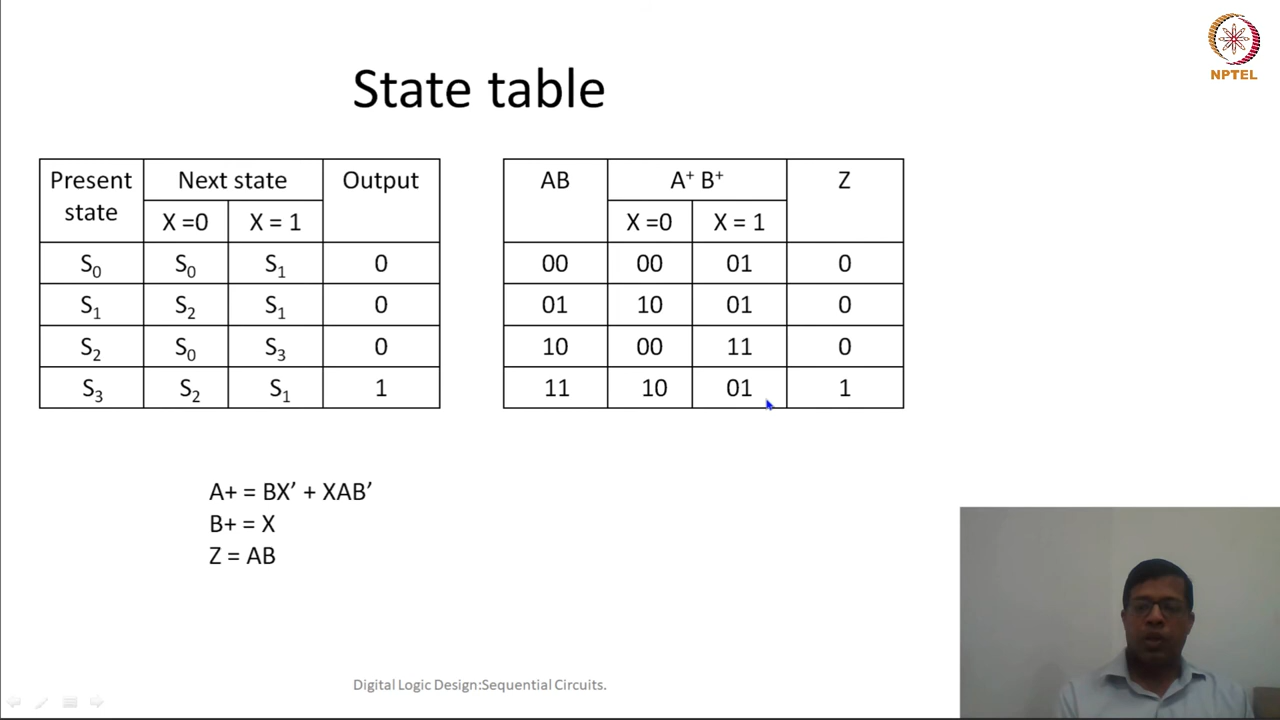 NPTEL
State table
Present state Next state Output
X =0 X = 1
S₀ S₀ S₁ 0
S₁ S₂ S₁ 0
S₂ S₀ S₃ 0
S₃ S₂ S₁ 1
AB A⁺ B⁺ Z
X =0 X = 1
00 00 01 0
01 10 01 0
10 00 11 0
11 10 01 1
A+ = BX’ + XAB’
B+ = X
Z = AB
Digital Logic Design:Sequential Circuits.